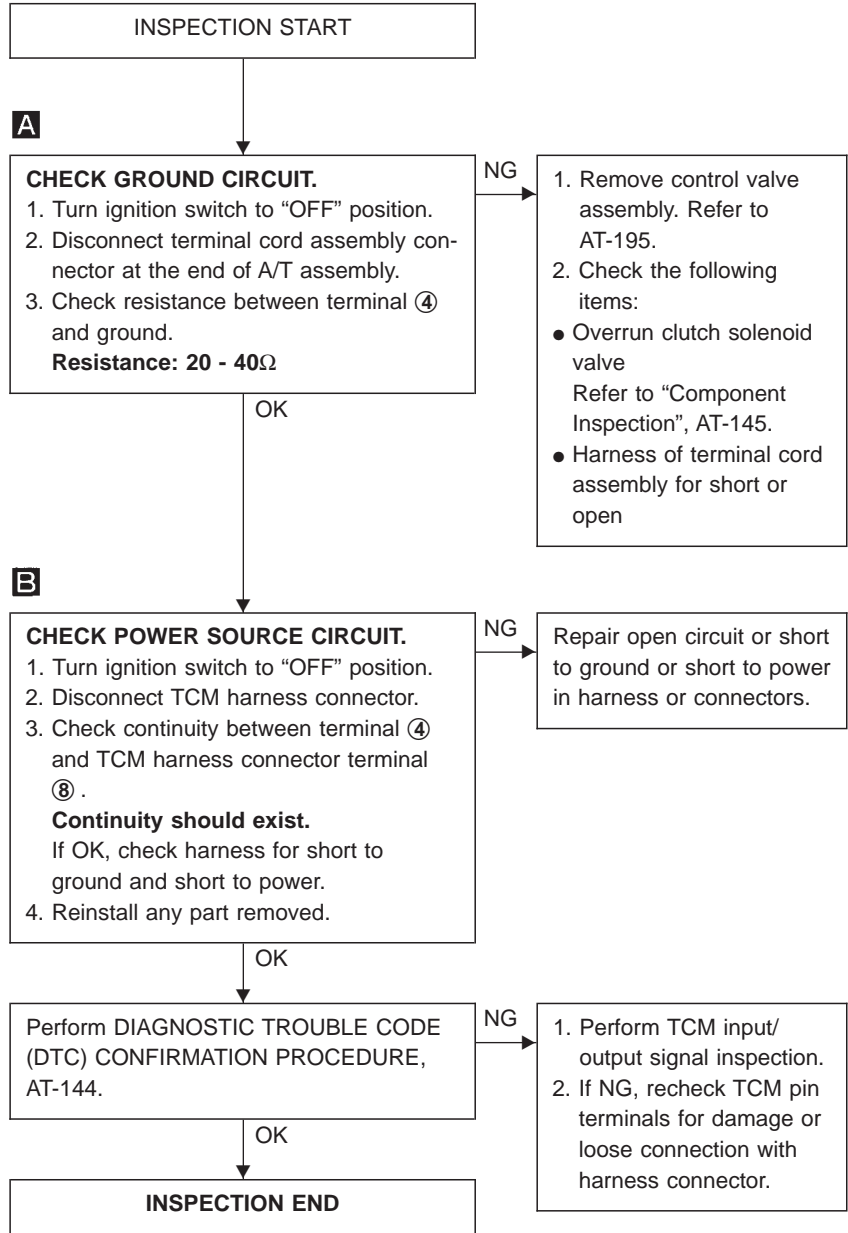 INSPECTION START
A
CHECK GROUND CIRCUIT.
1. Turn ignition switch to “OFF” position.
2. Disconnect terminal cord assembly con-
nector at the end of A/T assembly.
3. Check resistance between terminal ④
and ground.
Resistance: 20 - 40Ω
NG
1. Remove control valve
assembly. Refer to
AT-195.
2. Check the following
items:
● Overrun clutch solenoid
valve
Refer to “Component
Inspection”, AT-145.
● Harness of terminal cord
assembly for short or
open
OK
B
CHECK POWER SOURCE CIRCUIT.
1. Turn ignition switch to “OFF” position.
2. Disconnect TCM harness connector.
3. Check continuity between terminal ④
and TCM harness connector terminal
⑧ .
Continuity should exist.
If OK, check harness for short to
ground and short to power.
4. Reinstall any part removed.
NG
Repair open circuit or short
to ground or short to power
in harness or connectors.
OK
Perform DIAGNOSTIC TROUBLE CODE
(DTC) CONFIRMATION PROCEDURE,
AT-144.
NG
1. Perform TCM input/
output signal inspection.
2. If NG, recheck TCM pin
terminals for damage or
loose connection with
harness connector.
OK
INSPECTION END